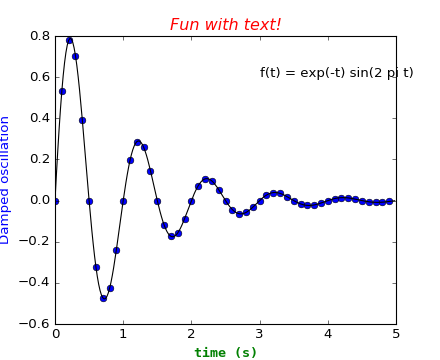 Fun with text!
0.8
0.6
0.4
0.2
0.0
−0.2
−0.4
−0.6
f(t) = exp(-t) sin(2 pi t)
Damped oscillation
0 1 2 3 4 5
time (s)